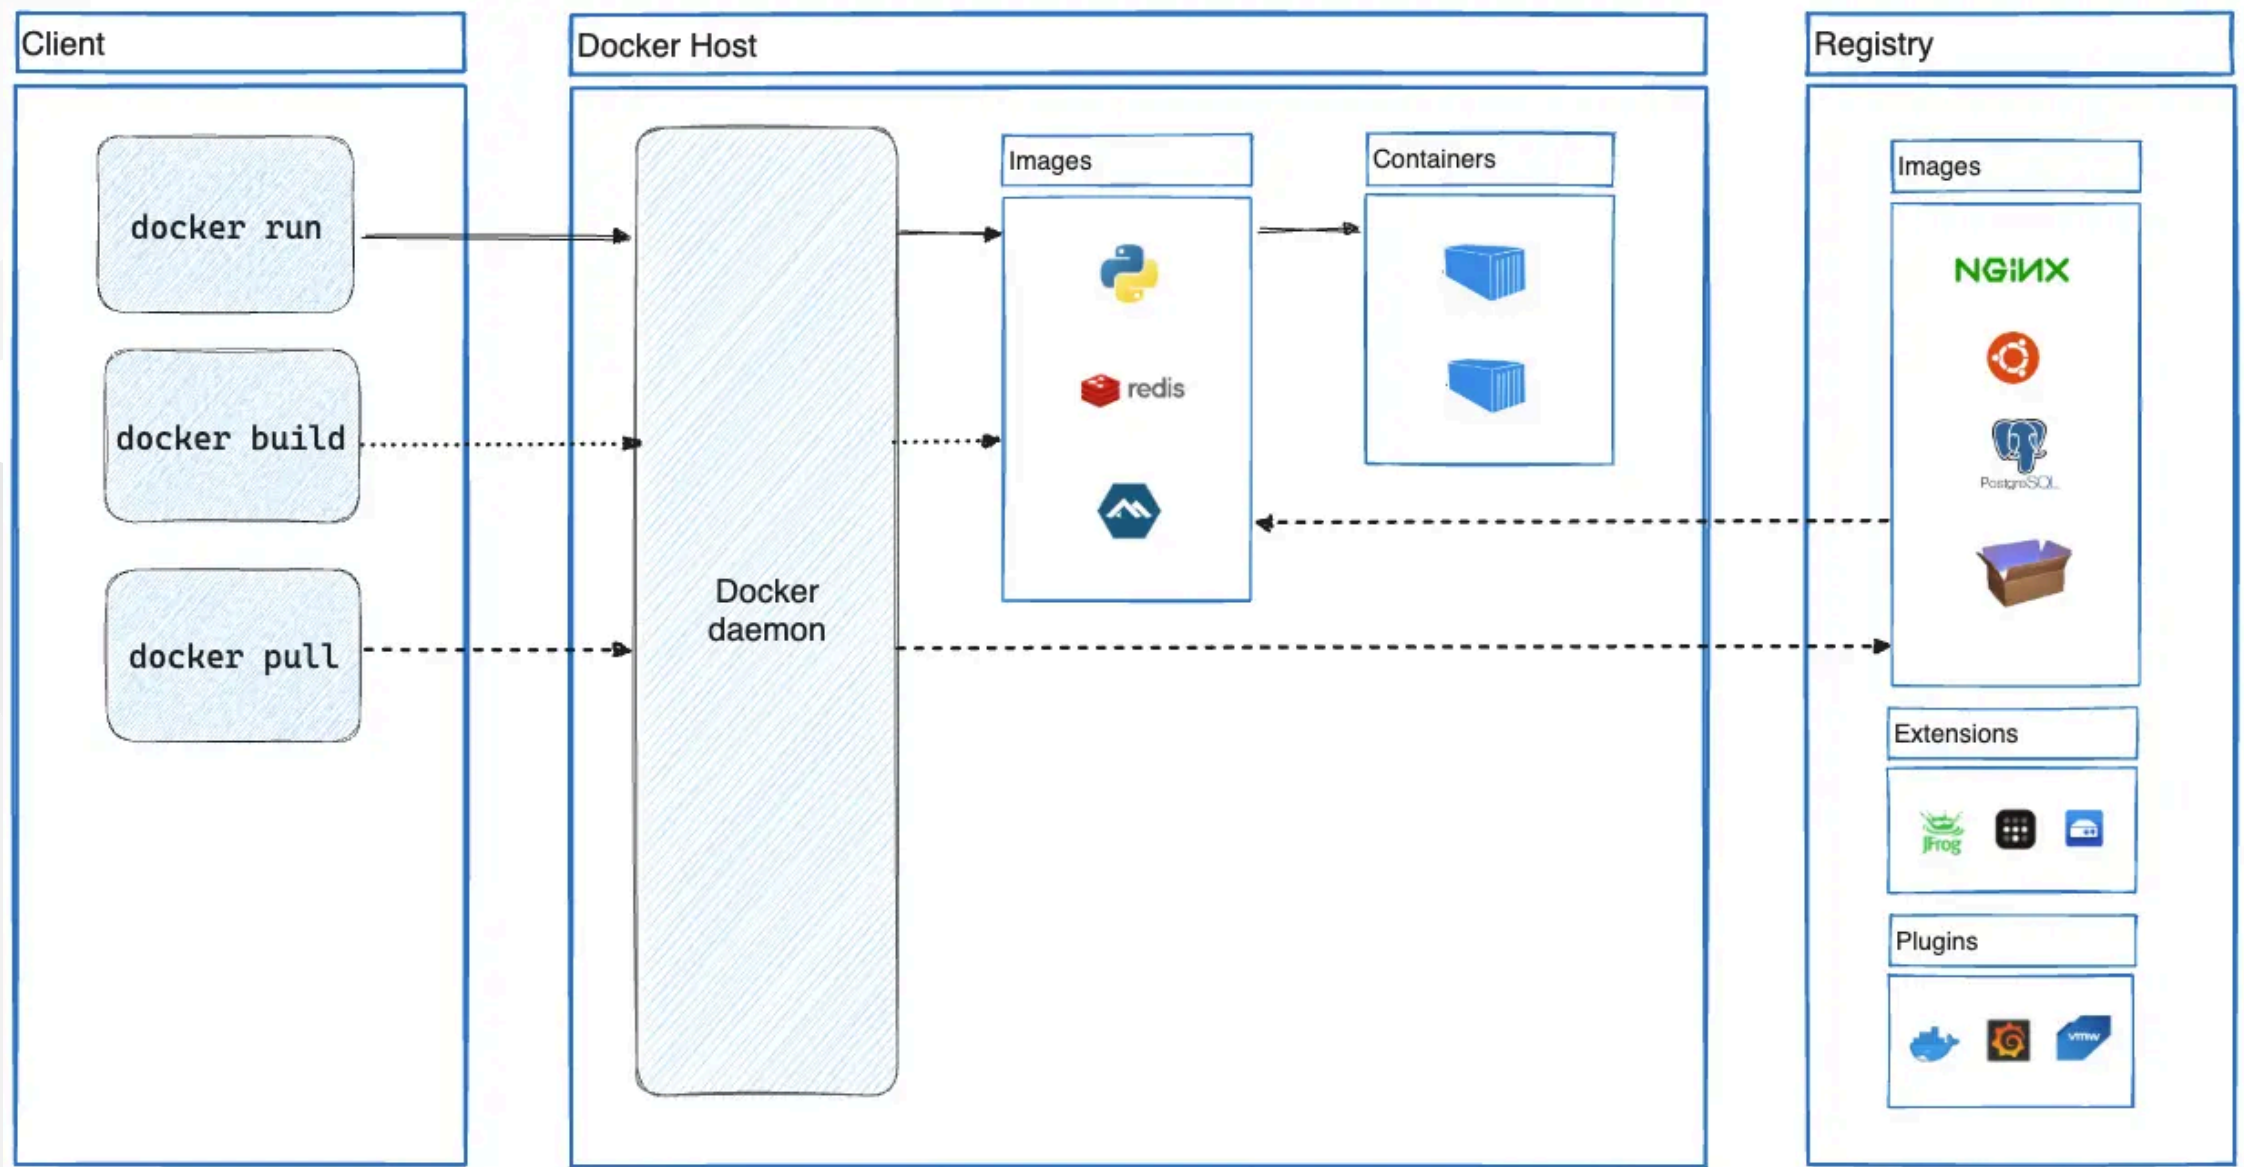 Client
docker run
docker build
docker pull
Docker Host
Docker
daemon
Images
redis
Containers
Registry
Images
NGiNX
PostgreSQL
Extensions
JFrog
Plugins
vmw